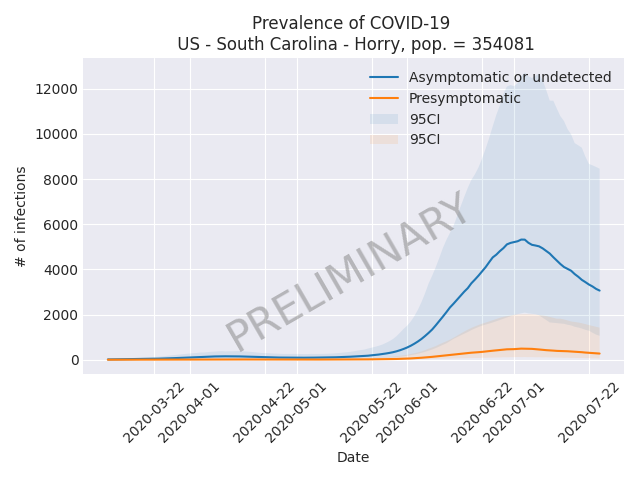 Prevalence of COVID-19
US - South Carolina - Horry, pop. = 354081
Asymptomatic or undetected
Presymptomatic
95CI
95CI
12000
10000
8000
6000
4000
2000
0
# of infections
PRELIMINARY
2020-03-22
2020-04-01
2020-04-22
2020-05-01
2020-05-22
2020-06-01
2020-06-22
2020-07-01
2020-07-22
Date